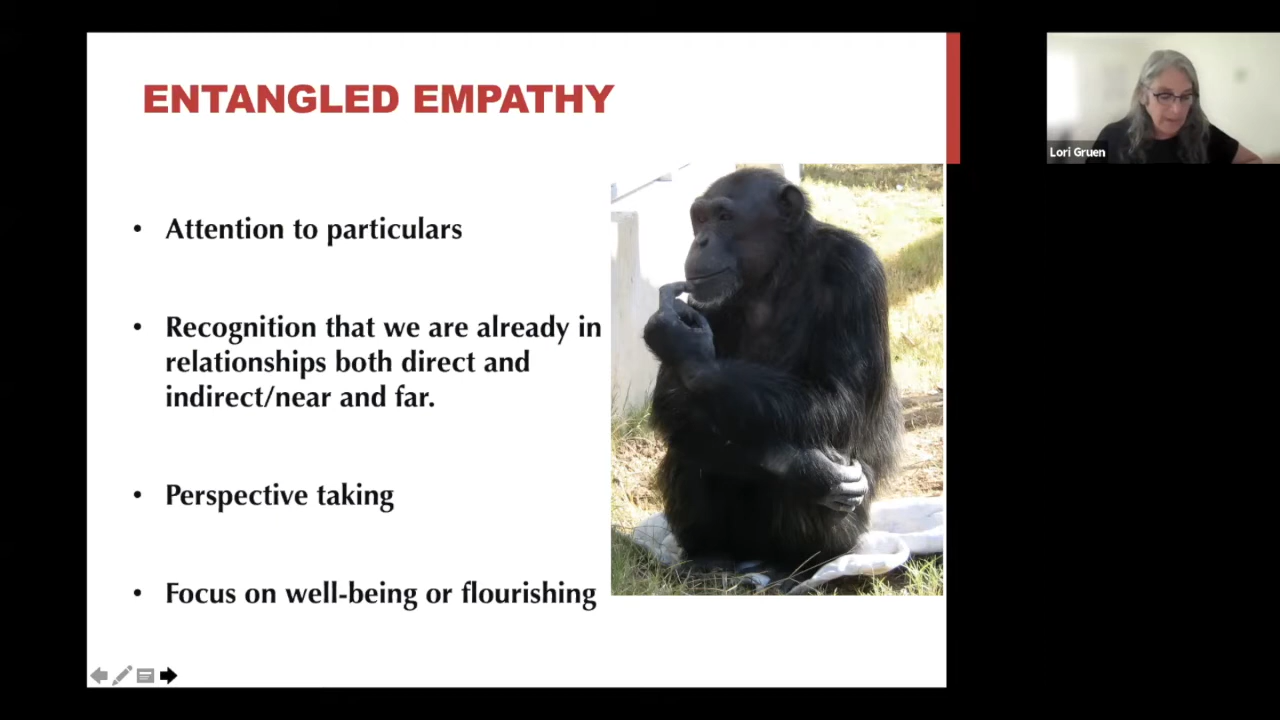 ENTANGLED EMPATHY
Lori Gruen
• Attention to particulars
• Recognition that we are already in
relationships both direct and
indirect/near and far.
• Perspective taking
• Focus on well-being or flourishing